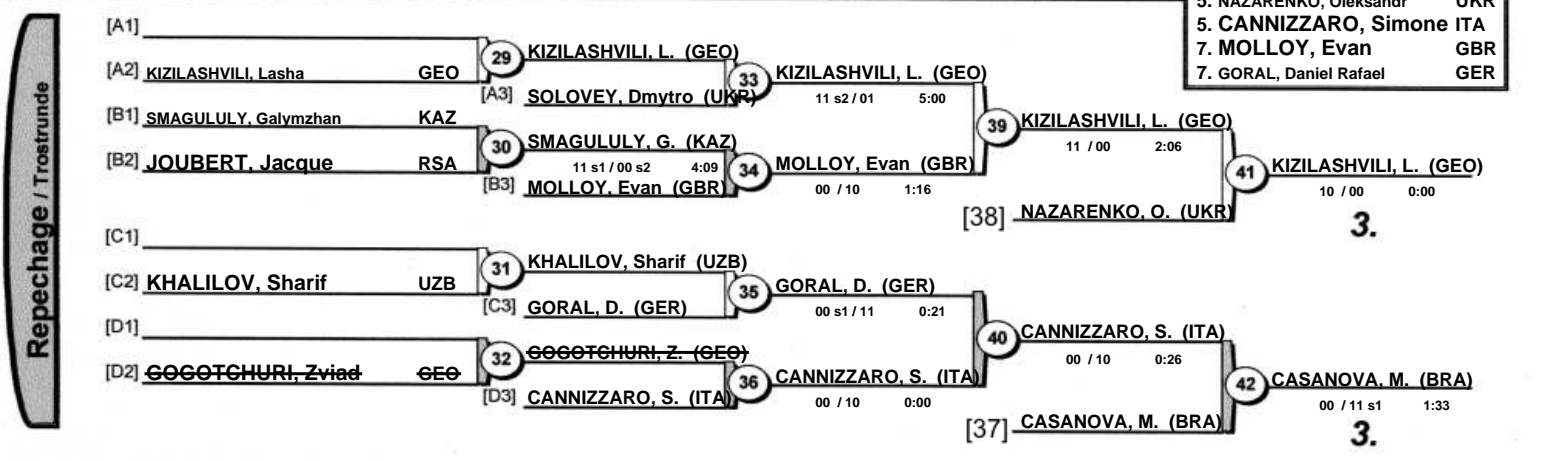 5. NAZARENKO, Oleksandr UKR
5. CANNIZZARO, Simone ITA
7. MOLLOY, Evan GBR
7. GORAL, Daniel Rafael GER
Repechage / Trostrunde
[A1]
[A2] KIZILASHVILI, Lasha GEO
[B1] SMAGULULY, Galymzhan KAZ
[B2] JOUBERT, Jacque RSA
[C1]
[C2] KHALILOV, Sharif UZB
[D1]
[D2] GOGOTCHURI, Zviad GEO
29
30
31
32
KIZILASHVILI, L. (GEO)
[A3] SOLOVEY, Dmytro (UKR)
SMAGULULY, G. (KAZ)
11 s1 / 00 s2 4:09
[B3] MOLLOY, Evan (GBR)
KHALILOV, Sharif (UZB)
[C3] GORAL, D. (GER)
GOGOTCHURI, Z. (GEO)
[D3] CANNIZZARO, S. (ITA)
33
34
35
36
KIZILASHVILI, L. (GEO)
11 s2 / 01 5:00
MOLLOY, Evan (GBR)
00 / 10 1:16
GORAL, D. (GER)
00 s1 / 11 0:21
CANNIZZARO, S. (ITA)
00 / 10 0:00
39
40
KIZILASHVILI, L. (GEO)
11 / 00 2:06
[38] NAZARENKO, O. (UKR)
CANNIZZARO, S. (ITA)
00 / 10 0:26
[37] CASANOVA, M. (BRA)
41
42
KIZILASHVILI, L. (GEO)
10 / 00 0:00
3.
CASANOVA, M. (BRA)
00 / 11 s1 1:33
3.